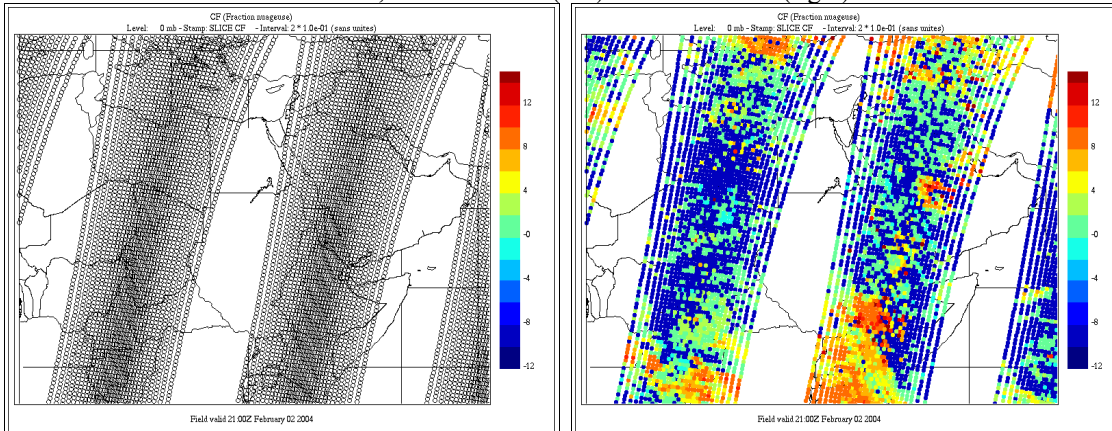 CF (Fraction nuageuse)
Level: 0 mb - Stamp: SLICE CF - Interval: 2 * 1.0e-01 (sans unites)
12
8
4
-0
-4
-8
-12
Field valid 21:00Z February 02 2004
CF (Fraction nuageuse)
Level: 0 mb - Stamp: SLICE CF - Interval: 2 * 1.0e-01 (sans unites)
12
8
4
-0
-4
-8
-12
Field valid 21:00Z February 02 2004